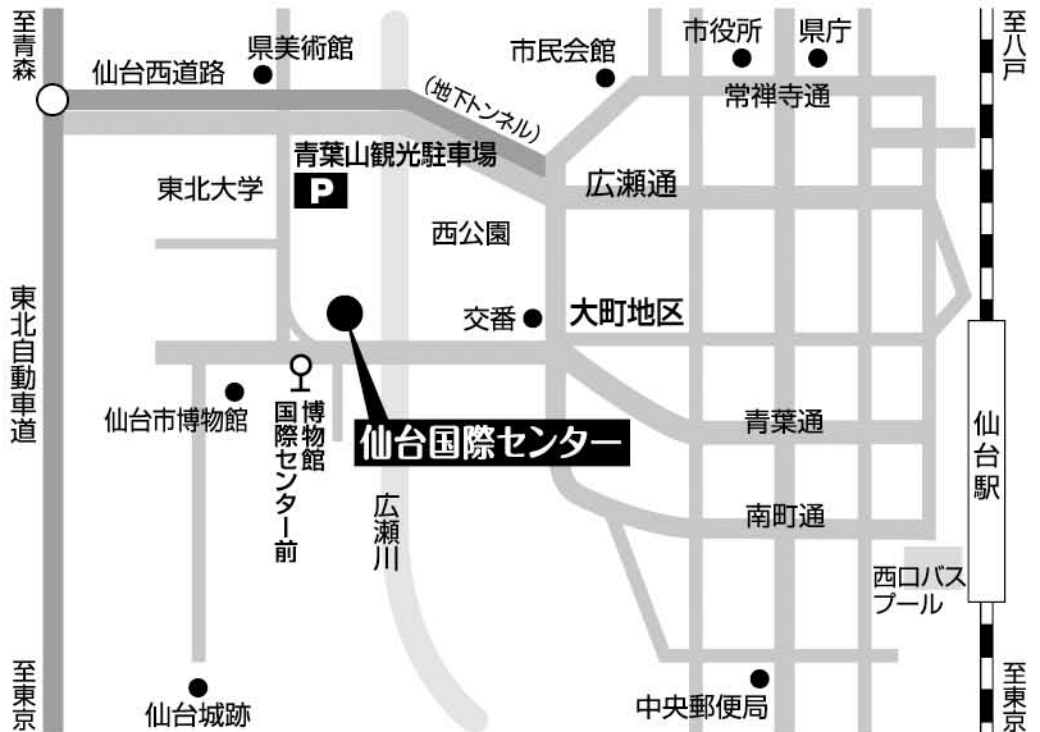 至青森
県美術館
仙台西道路
市民会館
市役所
県庁
至八戸
常禅寺通
(地下トンネル)
青葉山観光駐車場
P
東北大学
広瀬通
西公園
東北自動車道
交番
大町地区
仙台市博物館
博物館
国際センター前
仙台国際センター
青葉通
仙台駅
広瀬川
南町通
西口バス
プール
至東京
仙台城跡
中央郵便局
至東京